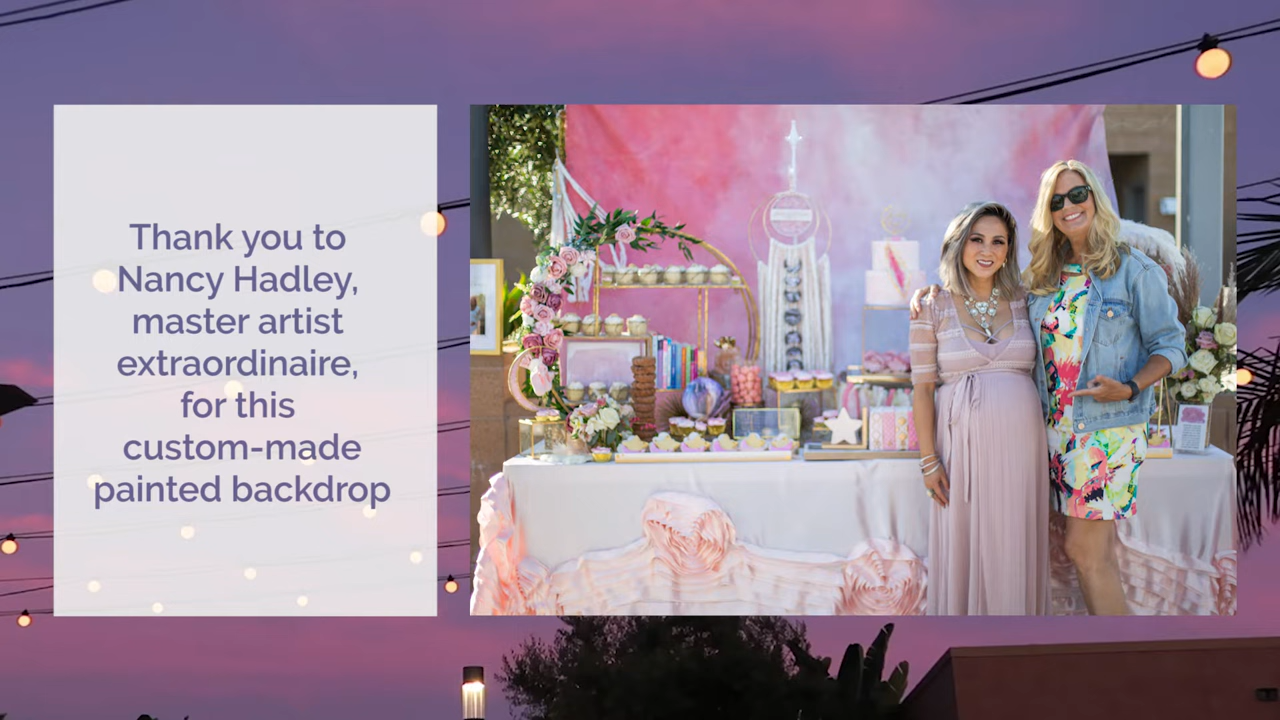 Thank you to
Nancy Hadley,
master artist
extraordinaire,
for this
custom-made
painted backdrop